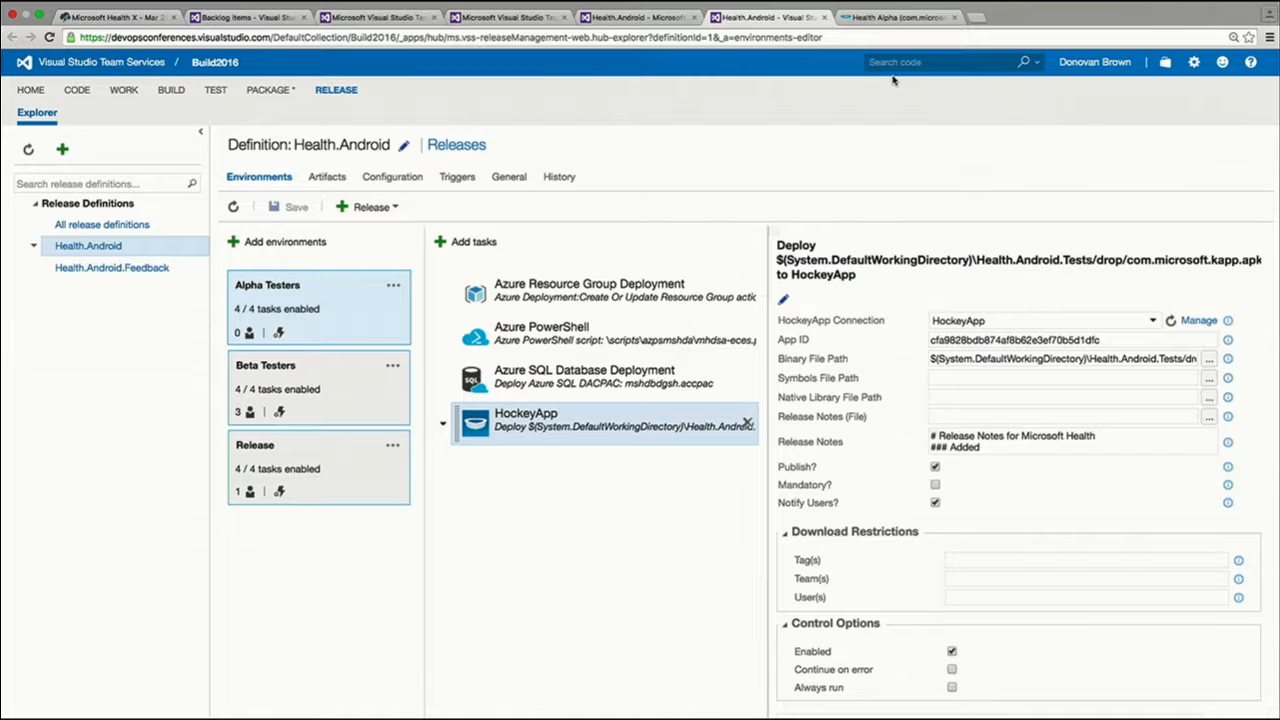 Microsoft Health X - Mar 2
Backlog items - Visual Stud
Microsoft Visual Studio Tea
Microsoft Visual Studio Tea
Health.Android - Microsof
Health.Android - Visual Stu
Health Alpha (com.micros
https://devopsconferences.visualstudio.com/DefaultCollection/Build2016/_apps/hub/ms.vss-releaseManagement-web.hub-explorer?definitionId=1&_a=environments-editor
Visual Studio Team Services / Build2016
Search code
Donovan Brown
HOME CODE WORK BUILD TEST PACKAGE* RELEASE
Explorer
Definition: Health.Android | Releases
Environments Artifacts Configuration Triggers General History
Search release definitions...
Release Definitions
All release definitions
Health.Android
Health.Android.Feedback
Save
Release
Add environments
Alpha Testers
4 / 4 tasks enabled
0
Beta Testers
4 / 4 tasks enabled
3
Release
4 / 4 tasks enabled
1
Add tasks
Azure Resource Group Deployment
Azure Deployment:Create Or Update Resource Group actic
Azure PowerShell
Azure PowerShell script: \scripts\azpsmshda\mhdsa-eces.p
Azure SQL Database Deployment
Deploy Azure SQL DACPAC: mshdbdgsh.accpac
HockeyApp
Deploy $(System.DefaultWorkingDirectory)\Health.Android.
Deploy
$(System.DefaultWorkingDirectory)\Health.Android.Tests/drop/com.microsoft.kapp.apk
to HockeyApp
HockeyApp Connection HockeyApp Manage
App ID cfa9828bdb874af8b62e3ef70b5d1dfc
Binary File Path $(System.DefaultWorkingDirectory)\Health.Android.Tests/dr ...
Symbols File Path ...
Native Library File Path ...
Release Notes (File) ...
Release Notes # Release Notes for Microsoft Health
### Added
Publish?
Mandatory?
Notify Users?
Download Restrictions
Tag(s)
Team(s)
User(s)
Control Options
Enabled
Continue on error
Always run